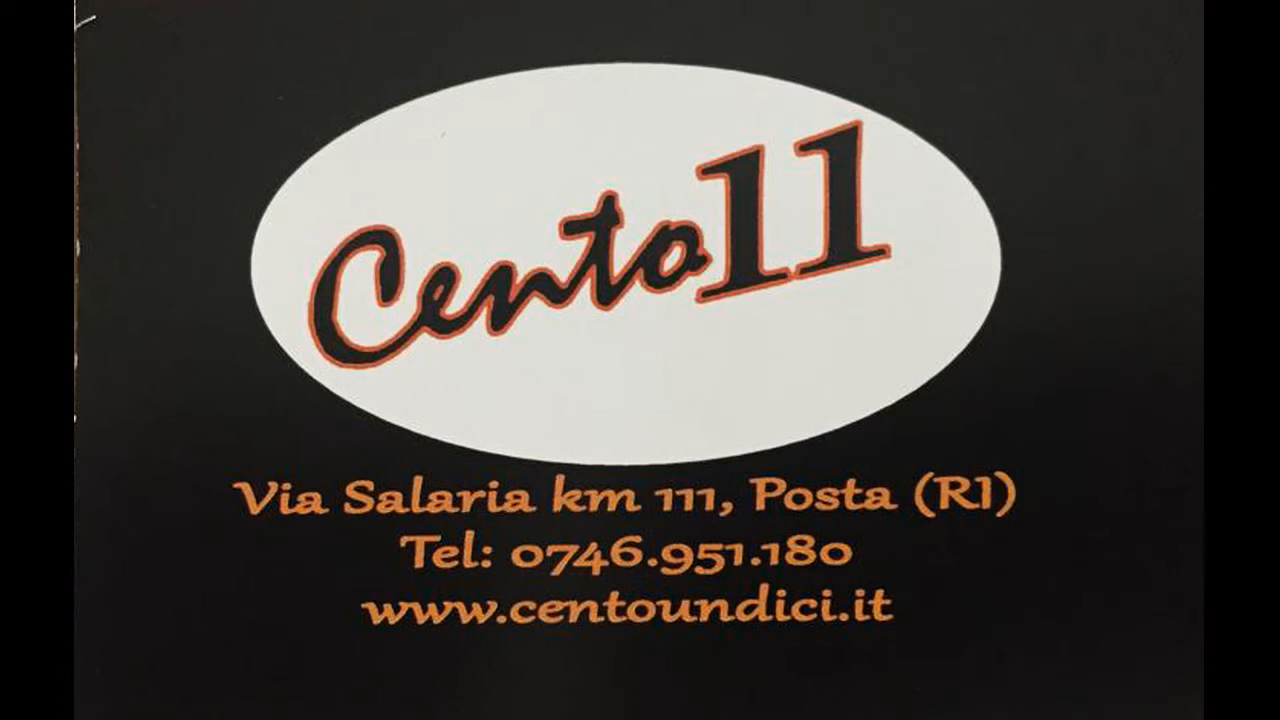 Cento11
Via Salaria km 111, Posta (RI)
Tel: 0746.951.180
www.centoundici.it